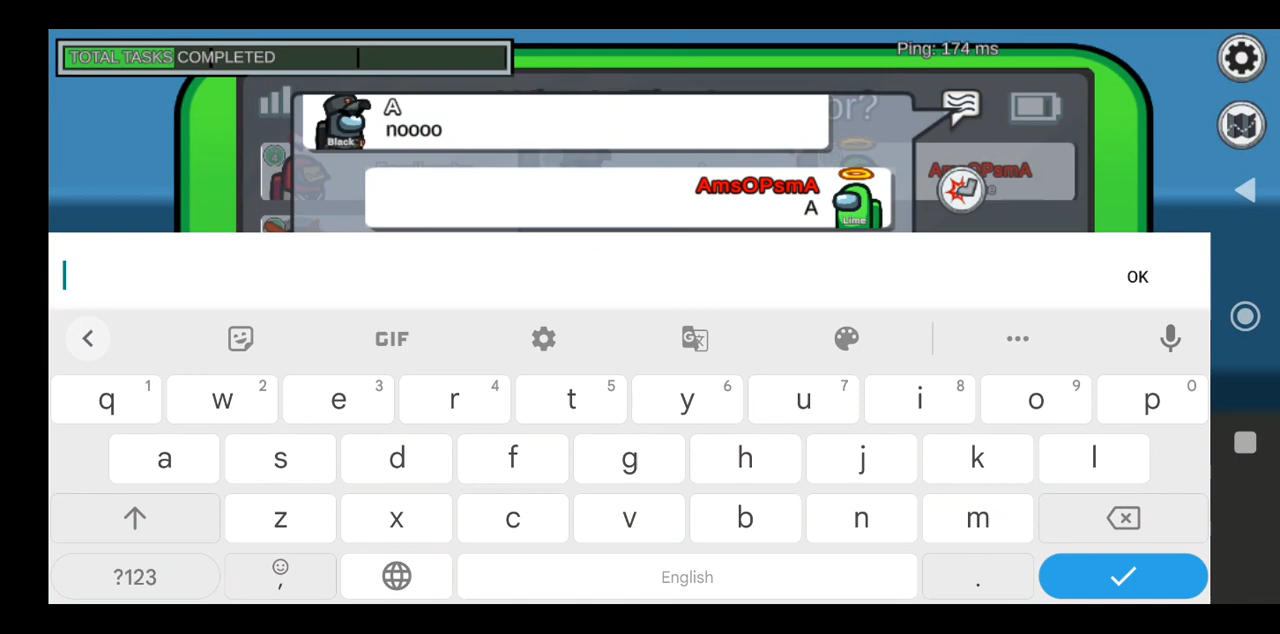 TOTAL TASKS COMPLETED
Ping: 174 ms
or?
A
noooo
Black
AmsOPsmA
A
Lime
OK
GIF
q 1 w 2 e 3 r 4 t 5 y 6 u 7 i 8 o 9 p 0
a s d f g h j k l
z x c v b n m
?123 , English .